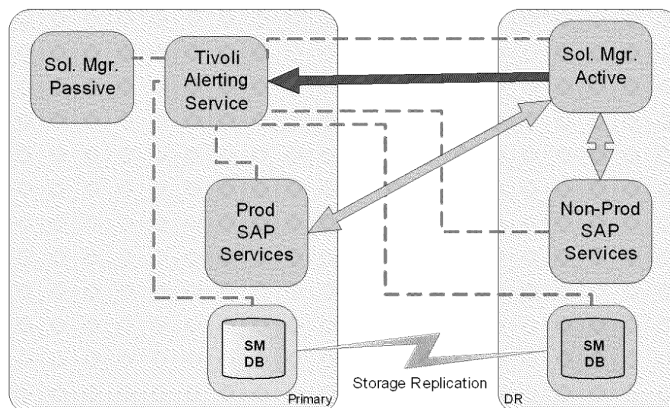 Sol. Mgr.
Passive
Tivoli
Alerting
Service
Sol. Mgr.
Active
Prod
SAP
Services
Non-Prod
SAP
Services
SM
DB
SM
DB
Storage Replication
Primary
DR